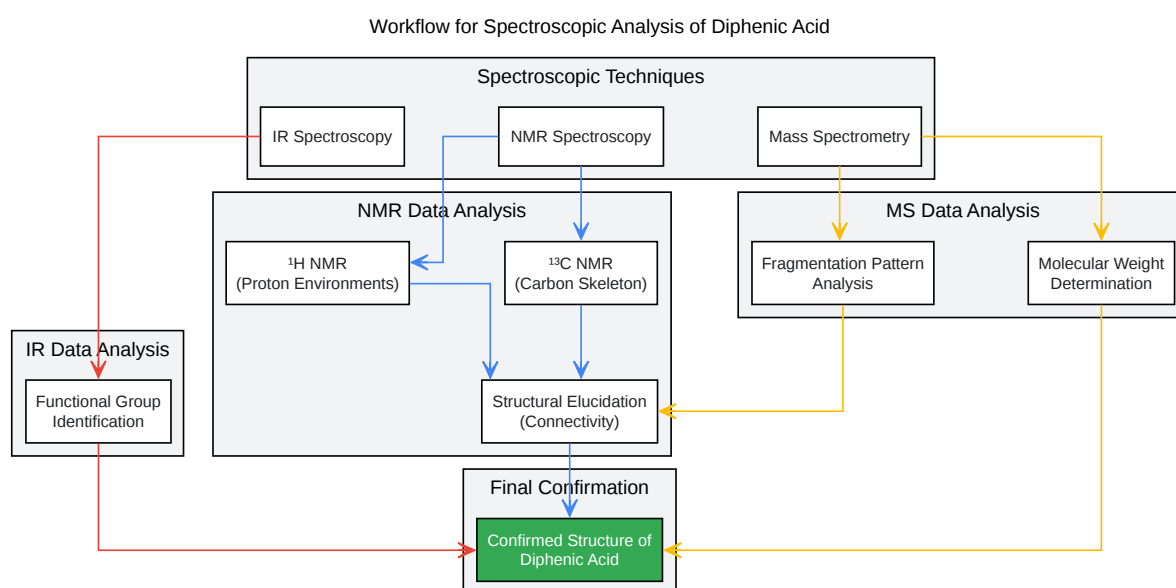 Workflow for Spectroscopic Analysis of Diphenic Acid
Spectroscopic Techniques
IR Spectroscopy
NMR Spectroscopy
Mass Spectrometry
NMR Data Analysis
MS Data Analysis
¹H NMR
(Proton Environments)
¹³C NMR
(Carbon Skeleton)
Fragmentation Pattern
Analysis
Molecular Weight
Determination
IR Data Analysis
Functional Group
Identification
Structural Elucidation
(Connectivity)
Final Confirmation
Confirmed Structure of
Diphenic Acid